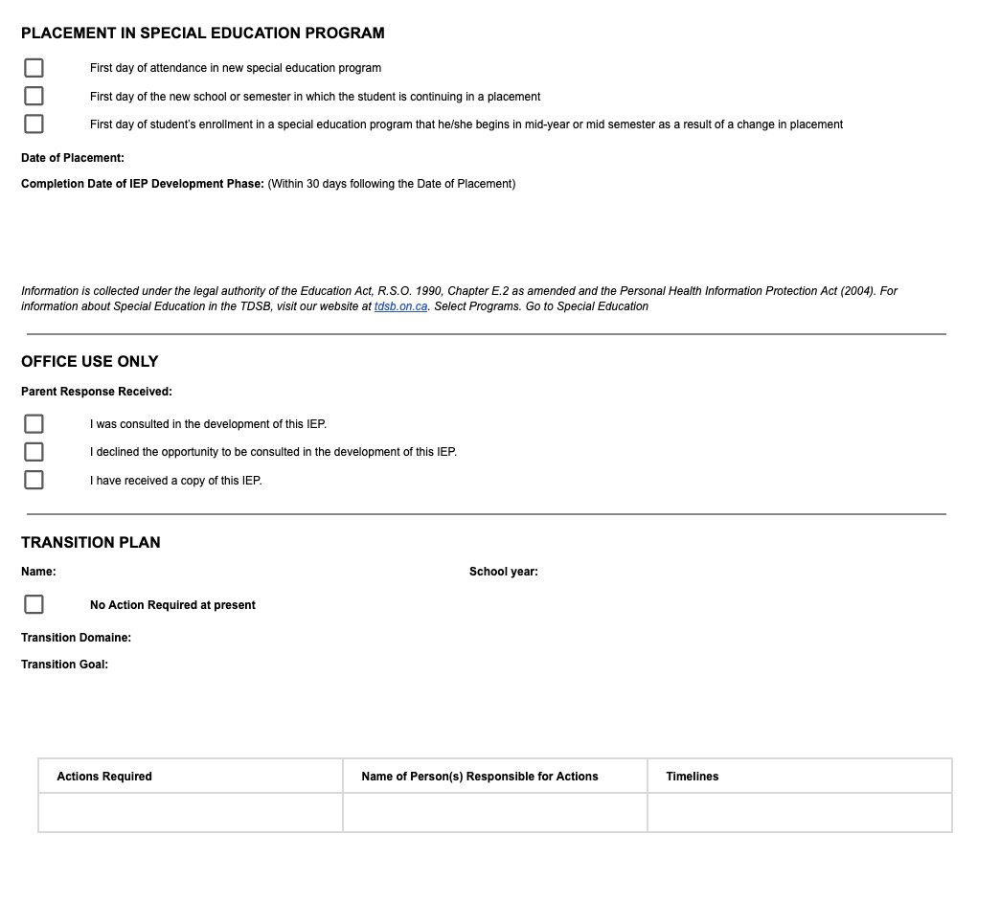 PLACEMENT IN SPECIAL EDUCATION PROGRAM
First day of attendance in new special education program
First day of the new school or semester in which the student is continuing in a placement
First day of student's enrollment in a special education program that he/she begins in mid-year or mid semester as a result of a change in placement
Date of Placement:
Completion Date of IEP Development Phase: (Within 30 days following the Date of Placement)
Information is collected under the legal authority of the Education Act, R.S.O. 1990, Chapter E.2 as amended and the Personal Health Information Protection Act (2004). For
information about Special Education in the TDSB, visit our website at tdsb.on.ca. Select Programs. Go to Special Education
OFFICE USE ONLY
Parent Response Received:
I was consulted in the development of this IEP.
I declined the opportunity to be consulted in the development of this IEP.
I have received a copy of this IEP.
TRANSITION PLAN
Name: School year:
No Action Required at present
Transition Domaine:
Transition Goal:
Actions Required Name of Person(s) Responsible for Actions Timelines